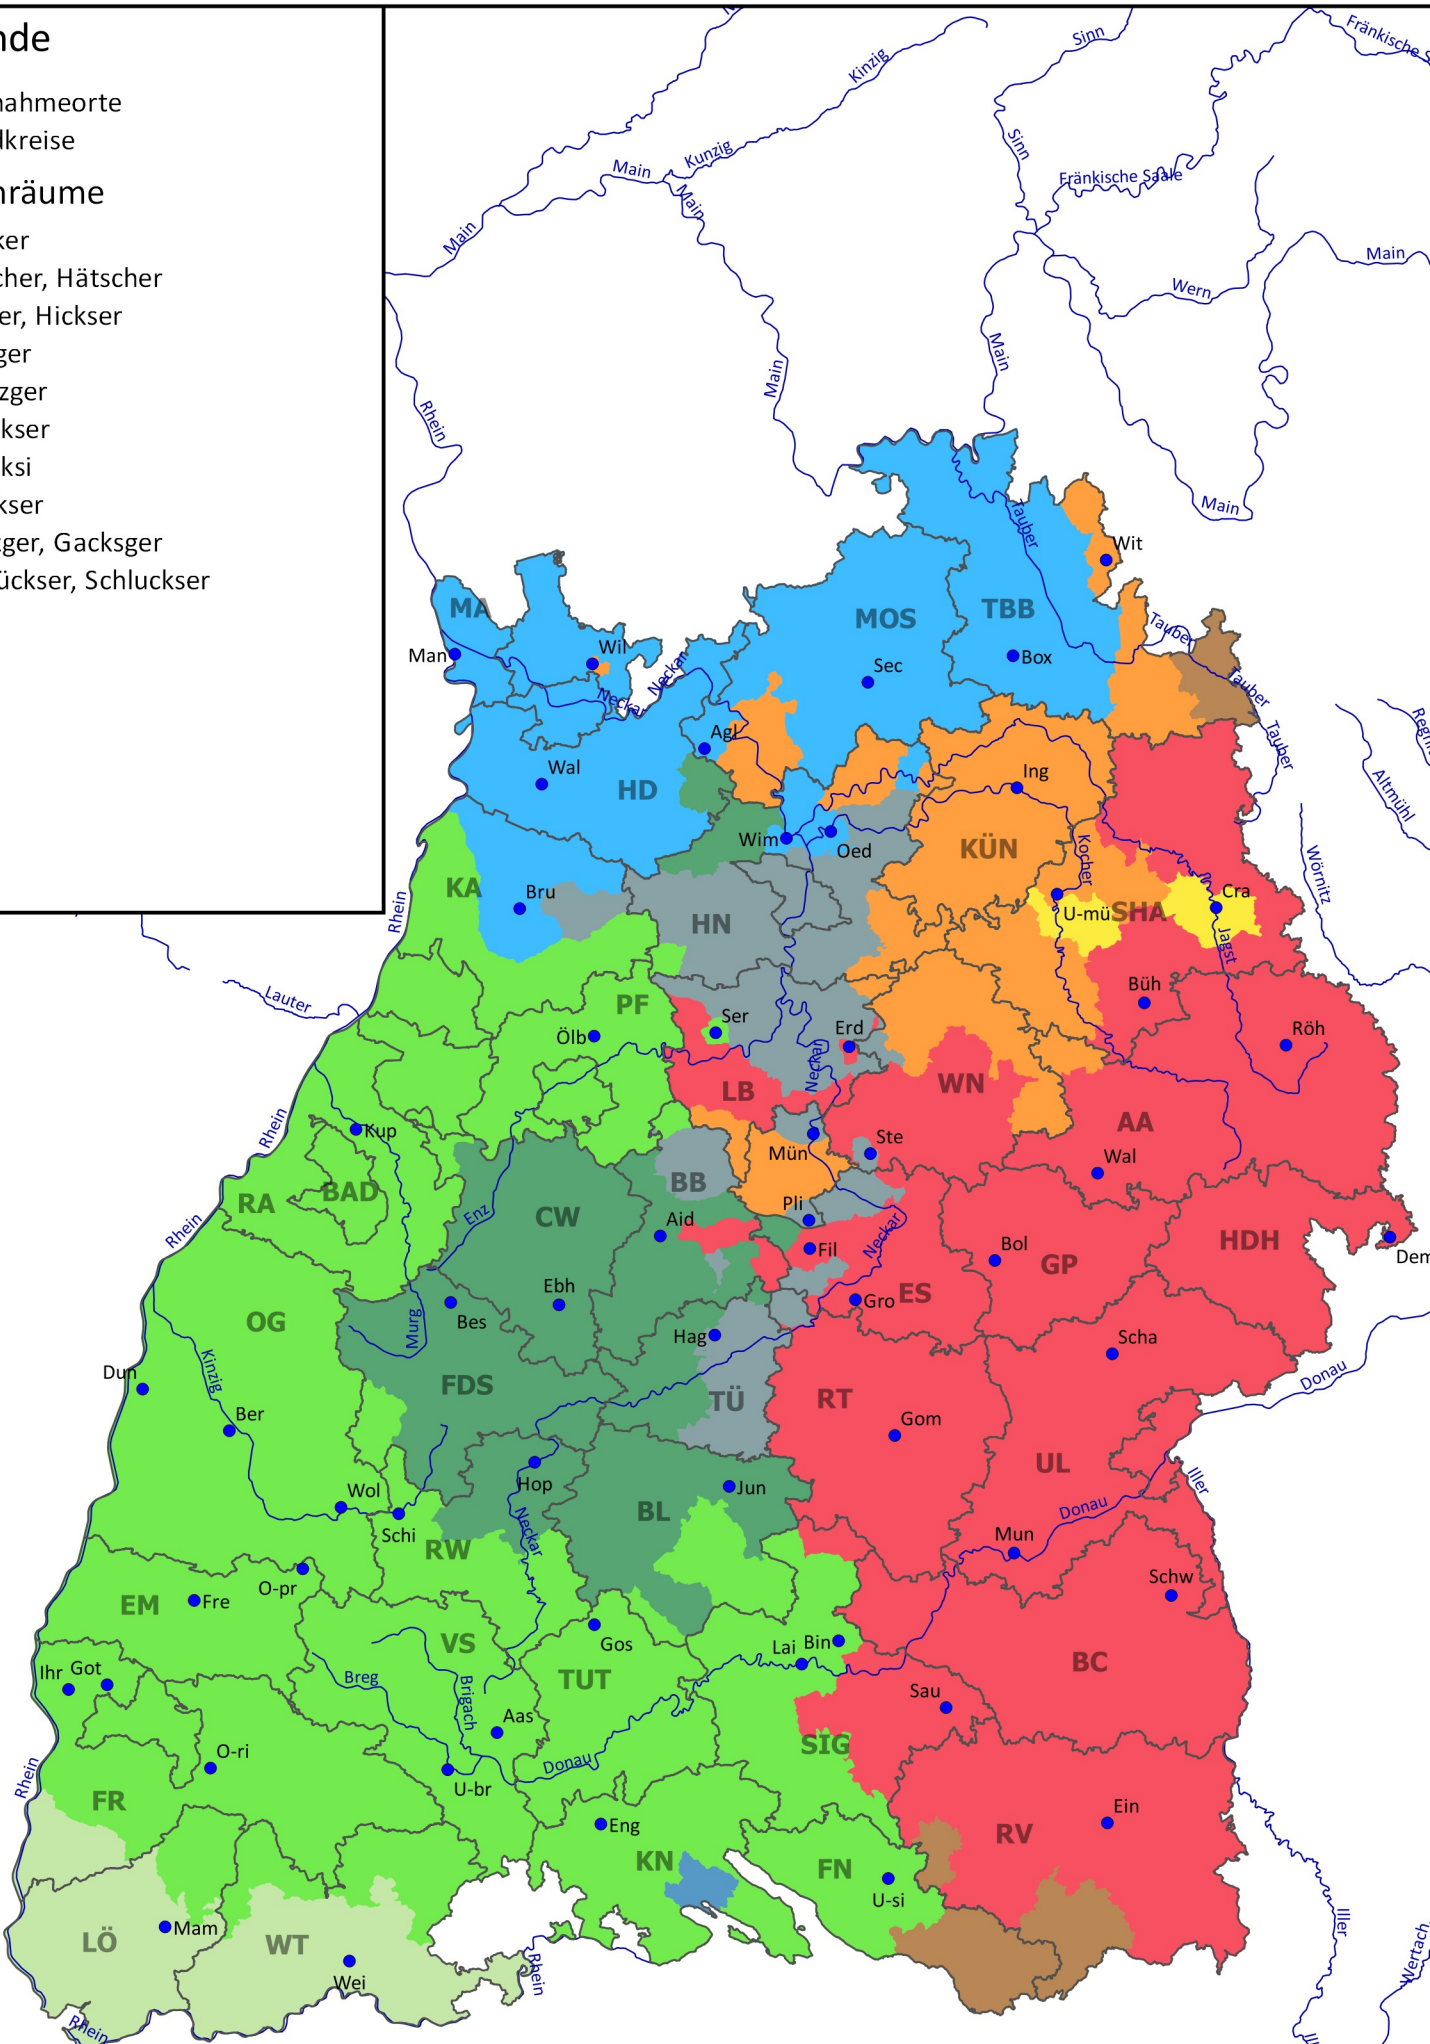 nde
nahmeorte
dkreise
nräume
ker
cher, Hätscher
er, Hickser
ger
zger
kser
ksi
kser
tger, Gacksger
ückser, Schluckser
Kinzig
Sinn
Fränkische S
Sinn
Main
Kunzig
Main
Fränkische Saale
Main
Main
Wern
Main
Main
Rhein
Main
Tauber
Wit
MA
MOS
TBB
Tauber
Man
Wil
Sec
Box
Neckar
Neckar
Tauber
Agl
Tauber
Regni
Wal
HD
Ing
Altmühl
Wim
Oed
KÜN
Kocher
Wörnitz
KA
Bru
Rhein
HN
U-mü
SHA
Cra
Jagst
Lauter
PF
Büh
Ölb
Ser
Erd
Röh
Neckar
LB
WN
AA
Rhein
Kup
Mün
Ste
Wal
RA
BAD
BB
Enz
CW
Aid
Pli
Rhein
Fil
Neckar
Bol
GP
HDH
Dem
Ebh
Gro
ES
OG
Bes
Murg
Hag
Scha
Kinzig
Dun
FDS
TÜ
RT
Donau
Ber
Gom
UL
Wol
Hop
Jun
Iller
Schi
BL
Donau
Neckar
RW
Mun
O-pr
Schw
EM
Fre
VS
Gos
Lai
Bin
BC
Ihr
Got
Breg
TUT
Brigach
Sau
Aas
O-ri
SIG
Donau
Rhein
U-br
FR
Eng
Ein
RV
KN
FN
U-si
LÖ
Mam
WT
Iller
Wei
Rhein
Wertach
Rhein